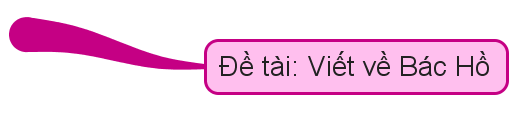 Đề tài: Viết về Bác Hồ